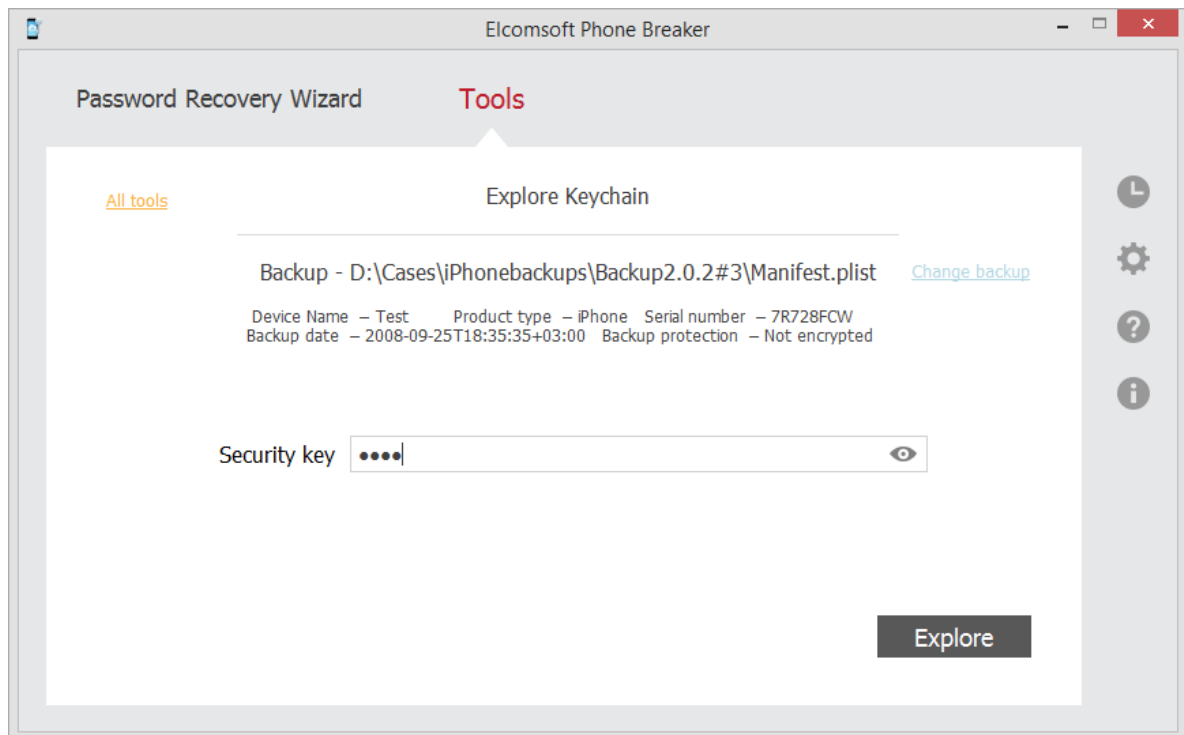 Elcomsoft Phone Breaker
Password Recovery Wizard Tools
All tools Explore Keychain
Backup - D:\Cases\iPhonebackups\Backup2.0.2#3\Manifest.plist Change backup
Device Name – Test Product type – iPhone Serial number – 7R728FCW
Backup date – 2008-09-25T18:35:35+03:00 Backup protection – Not encrypted
Security key ••••
Explore